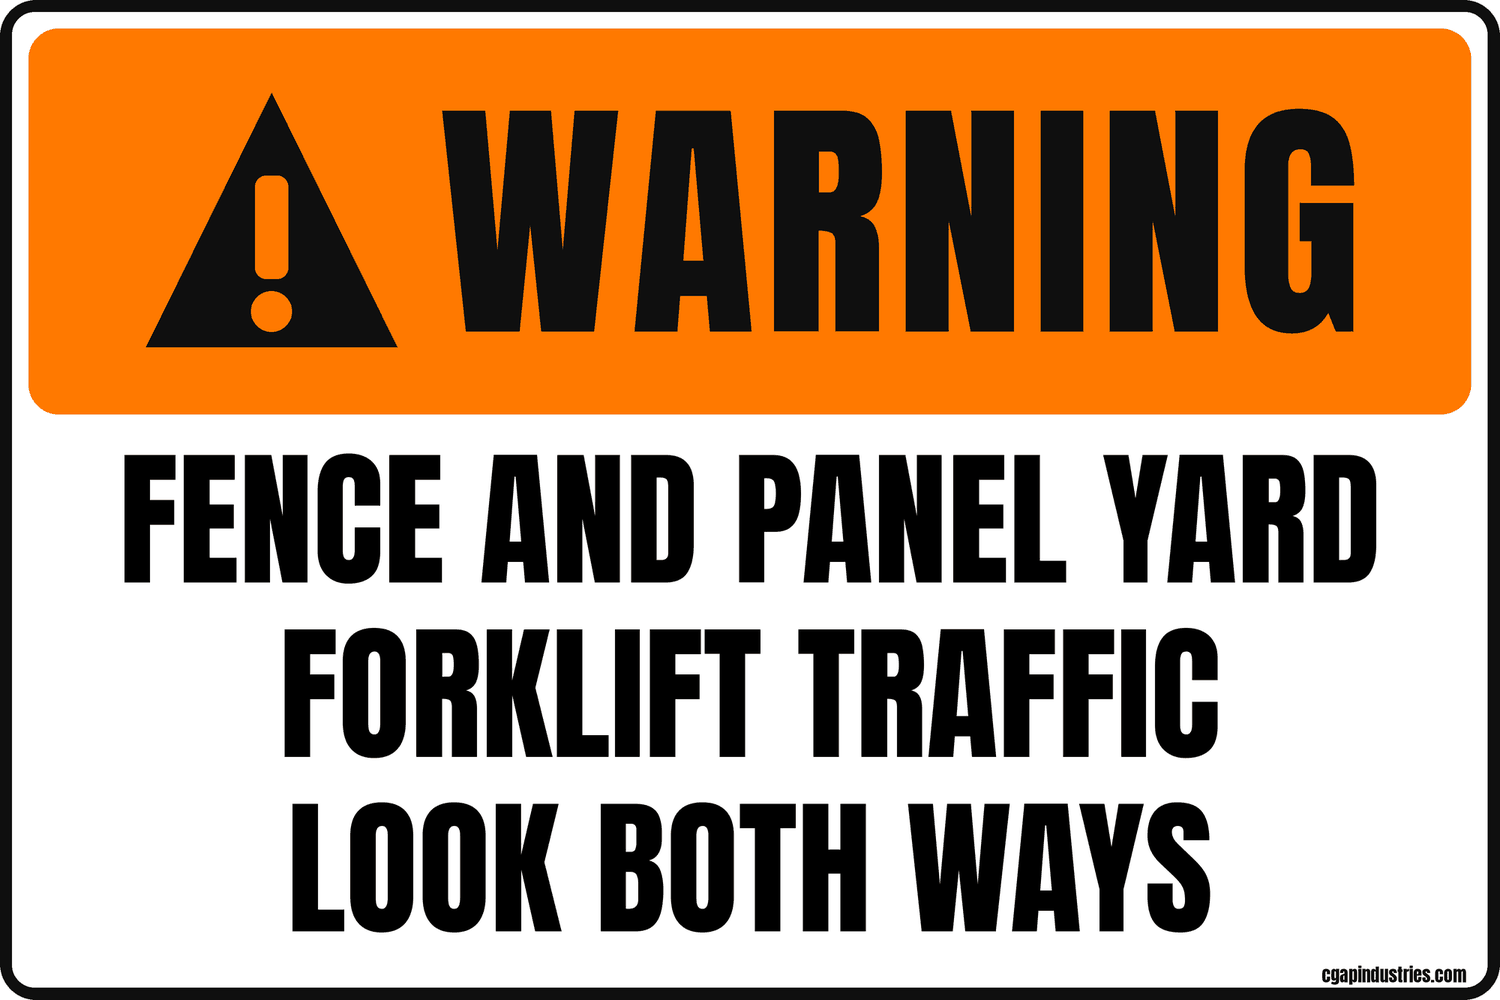 WARNING
FENCE AND PANEL YARD
FORKLIFT TRAFFIC
LOOK BOTH WAYS
cgapindustries.com